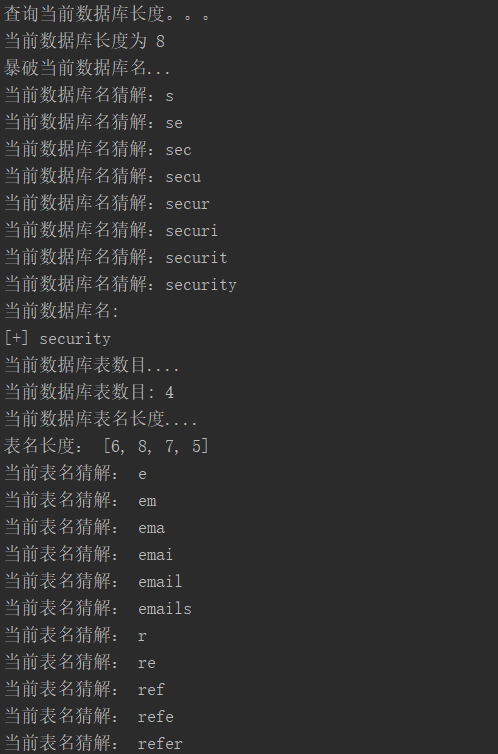 查询当前数据库长度。。。
当前数据库长度为 8
暴破当前数据库名...
当前数据库名猜解：s
当前数据库名猜解：se
当前数据库名猜解：sec
当前数据库名猜解：secu
当前数据库名猜解：secur
当前数据库名猜解：securi
当前数据库名猜解：securit
当前数据库名猜解：security
当前数据库名:
[+] security
当前数据库表数目....
当前数据库表数目: 4
当前数据库表名长度....
表名长度： [6, 8, 7, 5]
当前表名猜解： e
当前表名猜解： em
当前表名猜解： ema
当前表名猜解： emai
当前表名猜解： email
当前表名猜解： emails
当前表名猜解： r
当前表名猜解： re
当前表名猜解： ref
当前表名猜解： refe
当前表名猜解： refer